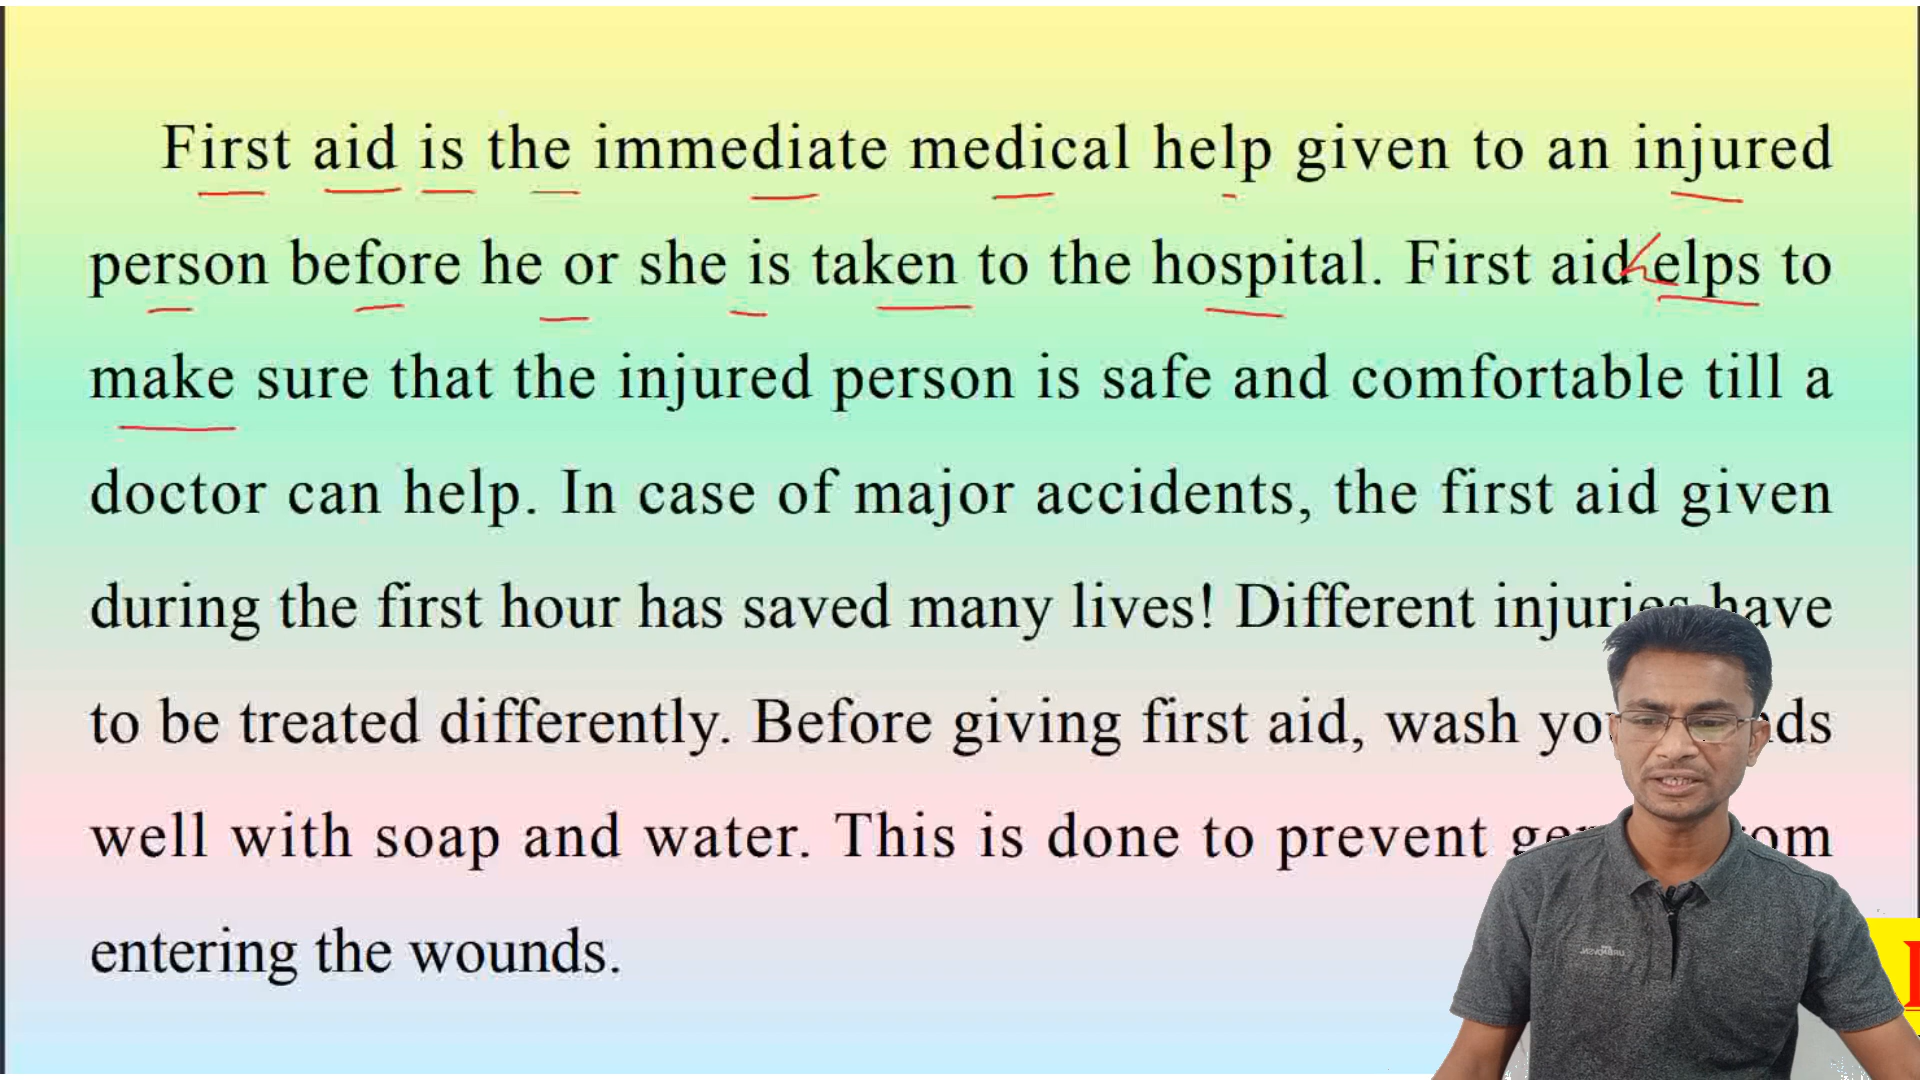 First aid is the immediate medical help given to an injured
person before he or she is taken to the hospital. First aid helps to
make sure that the injured person is safe and comfortable till a
doctor can help. In case of major accidents, the first aid given
during the first hour has saved many lives! Different injuries have
to be treated differently. Before giving first aid, wash
well with soap and water. This is done to prevent
entering the wounds.